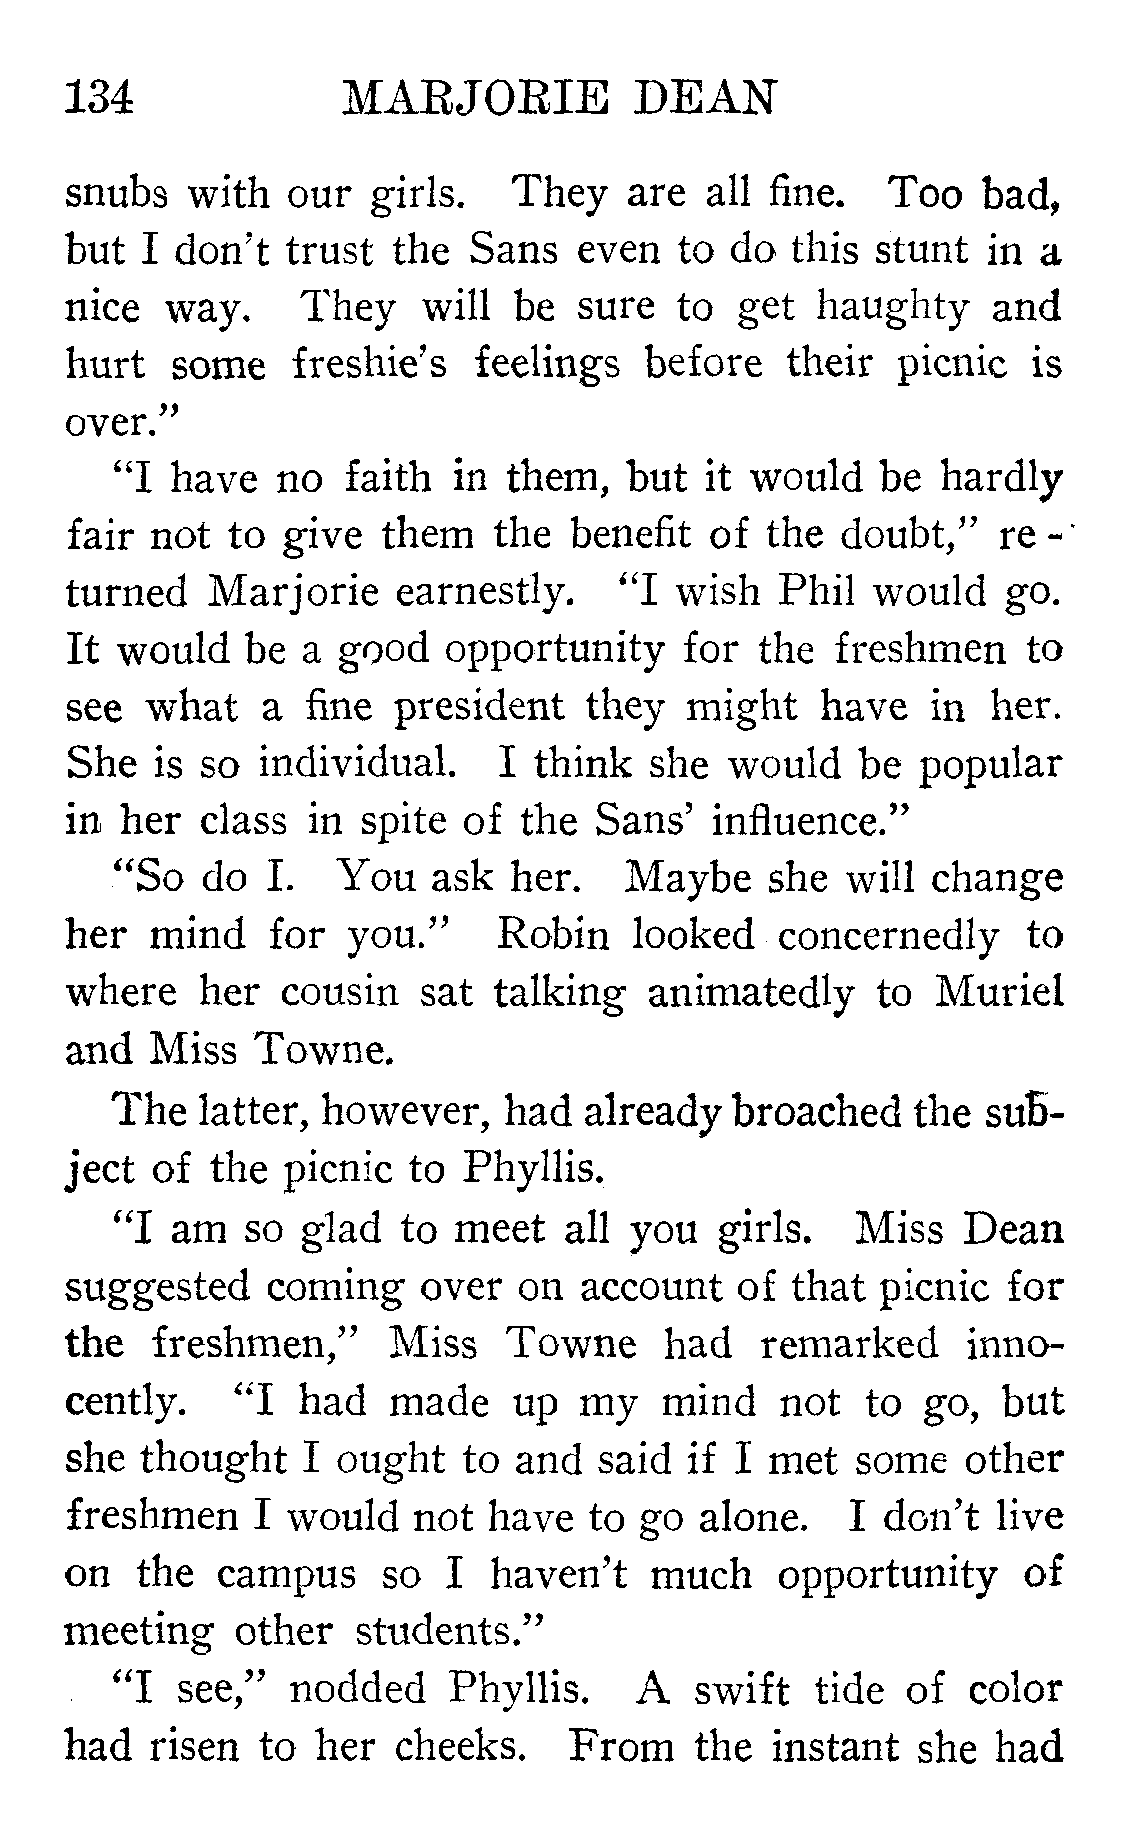 134 MARJORIE DEAN
snubs with our girls. They are all fine. Too bad,
but I don't trust the Sans even to do this stunt in a
nice way. They will be sure to get haughty and
hurt some freshie's feelings before their picnic is
over."
"I have no faith in them, but it would be hardly
fair not to give them the benefit of the doubt," re-
turned Marjorie earnestly. "I wish Phil would go.
It would be a good opportunity for the freshmen to
see what a fine president they might have in her.
She is so individual. I think she would be popular
in her class in spite of the Sans' influence."
"So do I. You ask her. Maybe she will change
her mind for you." Robin looked concernedly to
where her cousin sat talking animatedly to Muriel
and Miss Towne.
The latter, however, had already broached the sub-
ject of the picnic to Phyllis.
"I am so glad to meet all you girls. Miss Dean
suggested coming over on account of that picnic for
the freshmen," Miss Towne had remarked inno-
cently. "I had made up my mind not to go, but
she thought I ought to and said if I met some other
freshmen I would not have to go alone. I don't live
on the campus so I haven't much opportunity of
meeting other students."
"I see," nodded Phyllis. A swift tide of color
had risen to her cheeks. From the instant she had